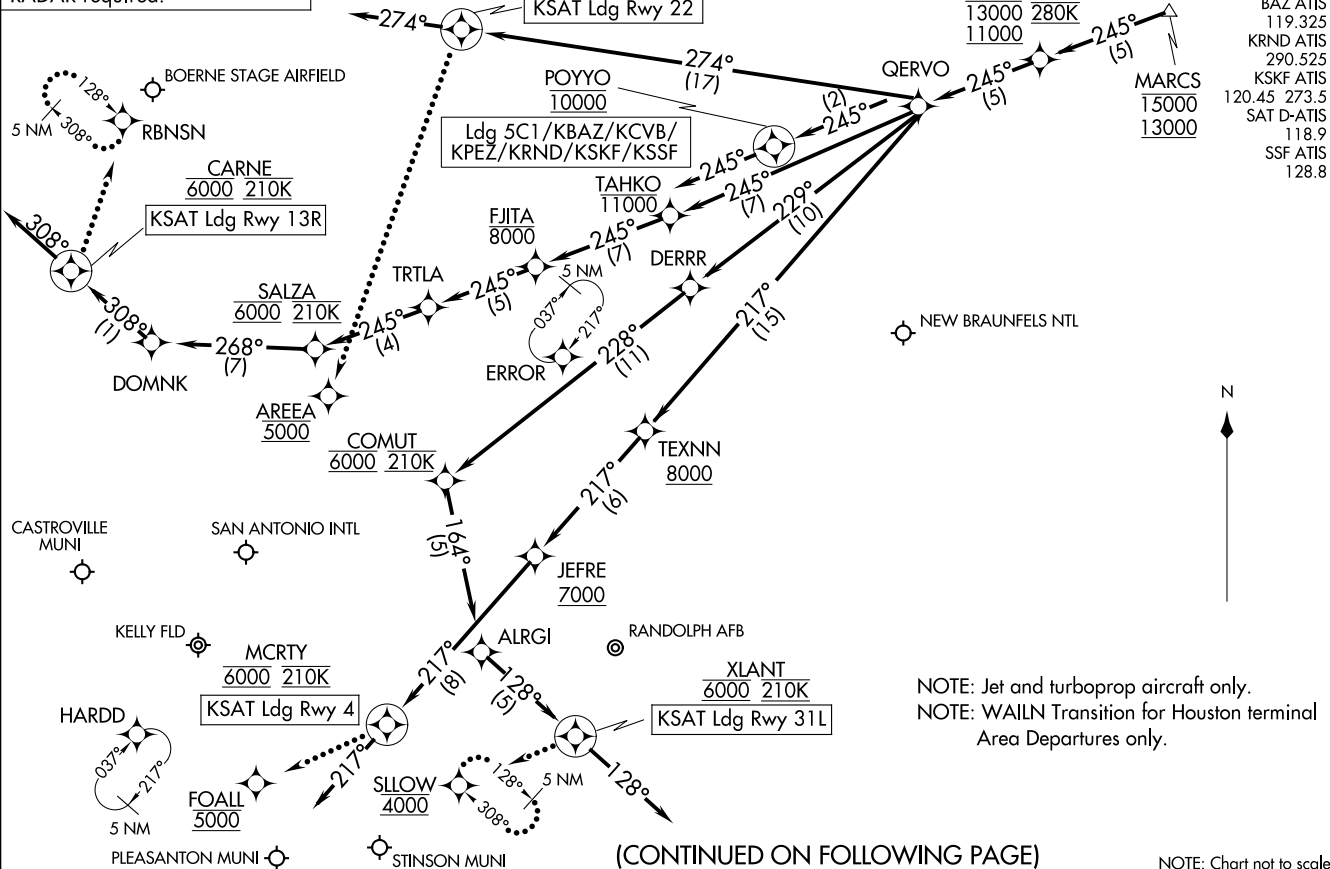 RADAR required.
274°
KSAT Ldg Rwy 22
13000 280K
11000
245°
(5)
BAZ ATIS
119.325
KRND ATIS
290.525
KSKF ATIS
120.45 273.5
SAT D-ATIS
118.9
SSF ATIS
128.8
MARCS
15000
13000
245°
(5)
QERVO
274°
(17)
BOERNE STAGE AIRFIELD
128°
308°
5 NM
RBNSN
POYYO
10000
Ldg 5C1/KBAZ/KCVB/
KPEZ/KRND/KSKF/KSSF
(2)
245°
245°
245°
(7)
229°
(10)
217°
(15)
CARNE
6000 210K
KSAT Ldg Rwy 13R
308°
TAHKO
11000
FJITA
8000
245°
(7)
DERRR
TRTLA
245°
(5)
5 NM
037°
217°
ERROR
SALZA
6000 210K
245°
(4)
308°
(1)
268°
(7)
DOMNK
NEW BRAUNFELS NTL
228°
(11)
AREEA
5000
COMUT
6000 210K
TEXNN
8000
N
217°
(6)
CASTROVILLE
MUNI
SAN ANTONIO INTL
164°
(5)
JEFRE
7000
KELLY FLD
ALRGI
RANDOLPH AFB
MCRTY
6000 210K
KSAT Ldg Rwy 4
217°
(8)
128°
(5)
XLANT
6000 210K
KSAT Ldg Rwy 31L
NOTE: Jet and turboprop aircraft only.
NOTE: WAILN Transition for Houston terminal
Area Departures only.
HARDD
037°
217°
5 NM
FOALL
5000
217°
SLLOW
4000
128°
308°
5 NM
128°
PLEASANTON MUNI
STINSON MUNI
(CONTINUED ON FOLLOWING PAGE)
NOTE: Chart not to scale